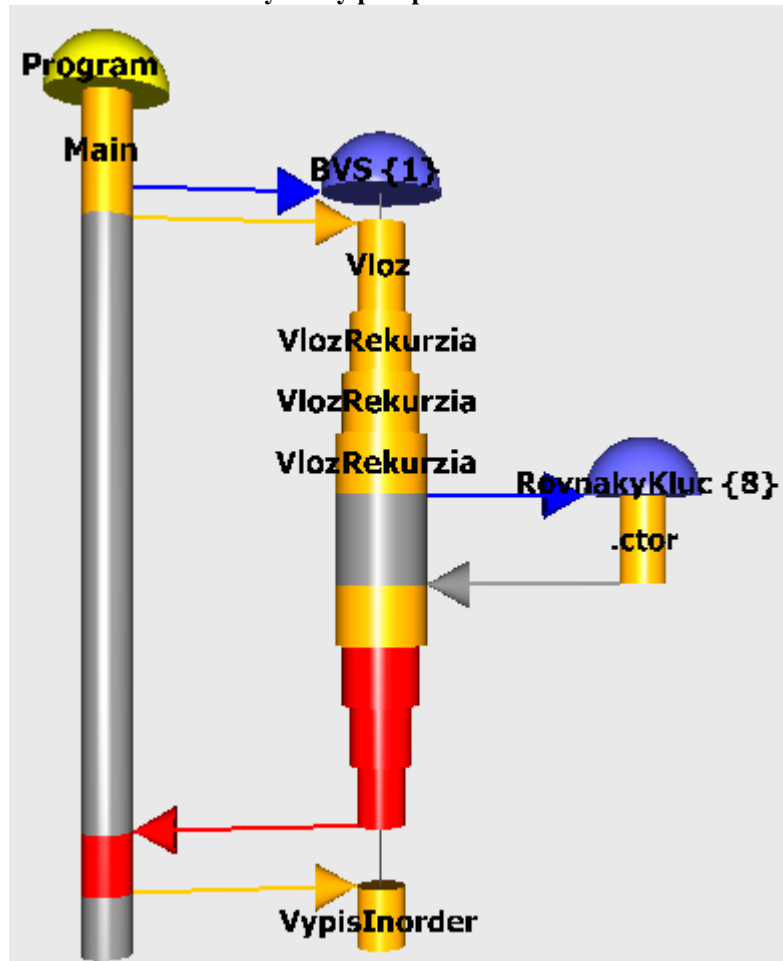 Program
Main
BVS {1}
Vloz
VlozRekurzia
VlozRekurzia
VlozRekurzia
RovnakyKluc {8}
.ctor
VypisInorder